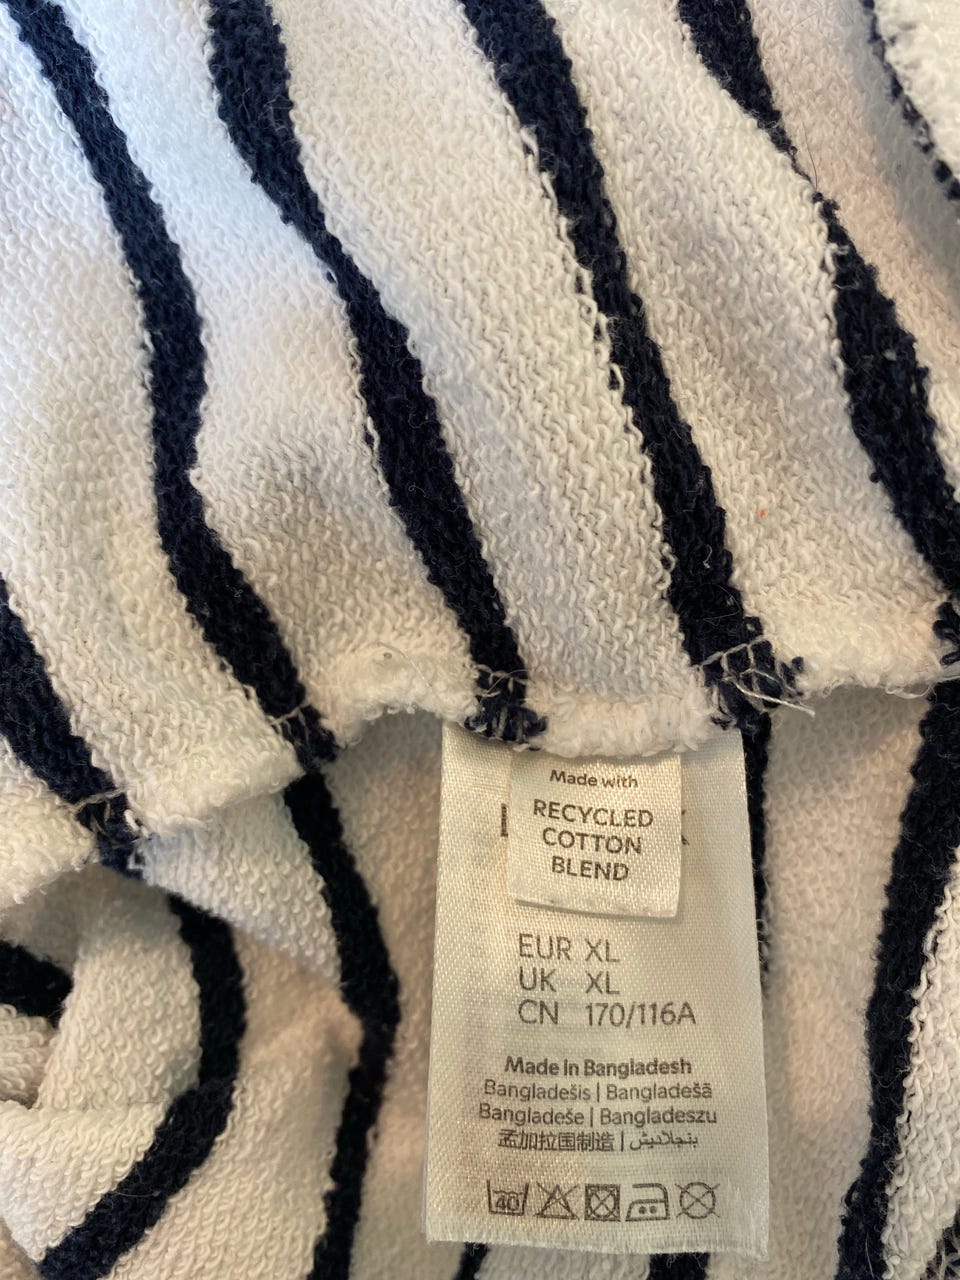 Made with
RECYCLED
COTTON
BLEND
EUR XL
UK XL
CN 170/116A
Made in Bangladesh
Bangladešis | Bangladešā
Bangladeše | Bangladeszu
孟加拉国制造 | بنجلاديش
40